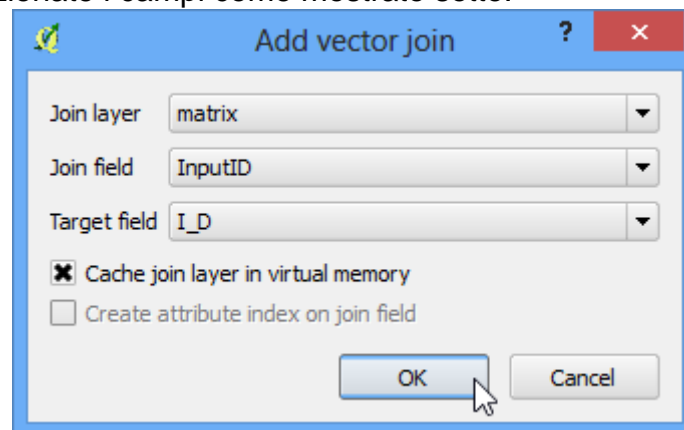 Add vector join ? ×
Join layer matrix
Join field InputID
Target field I_D
Cache join layer in virtual memory
Create attribute index on join field
OK Cancel